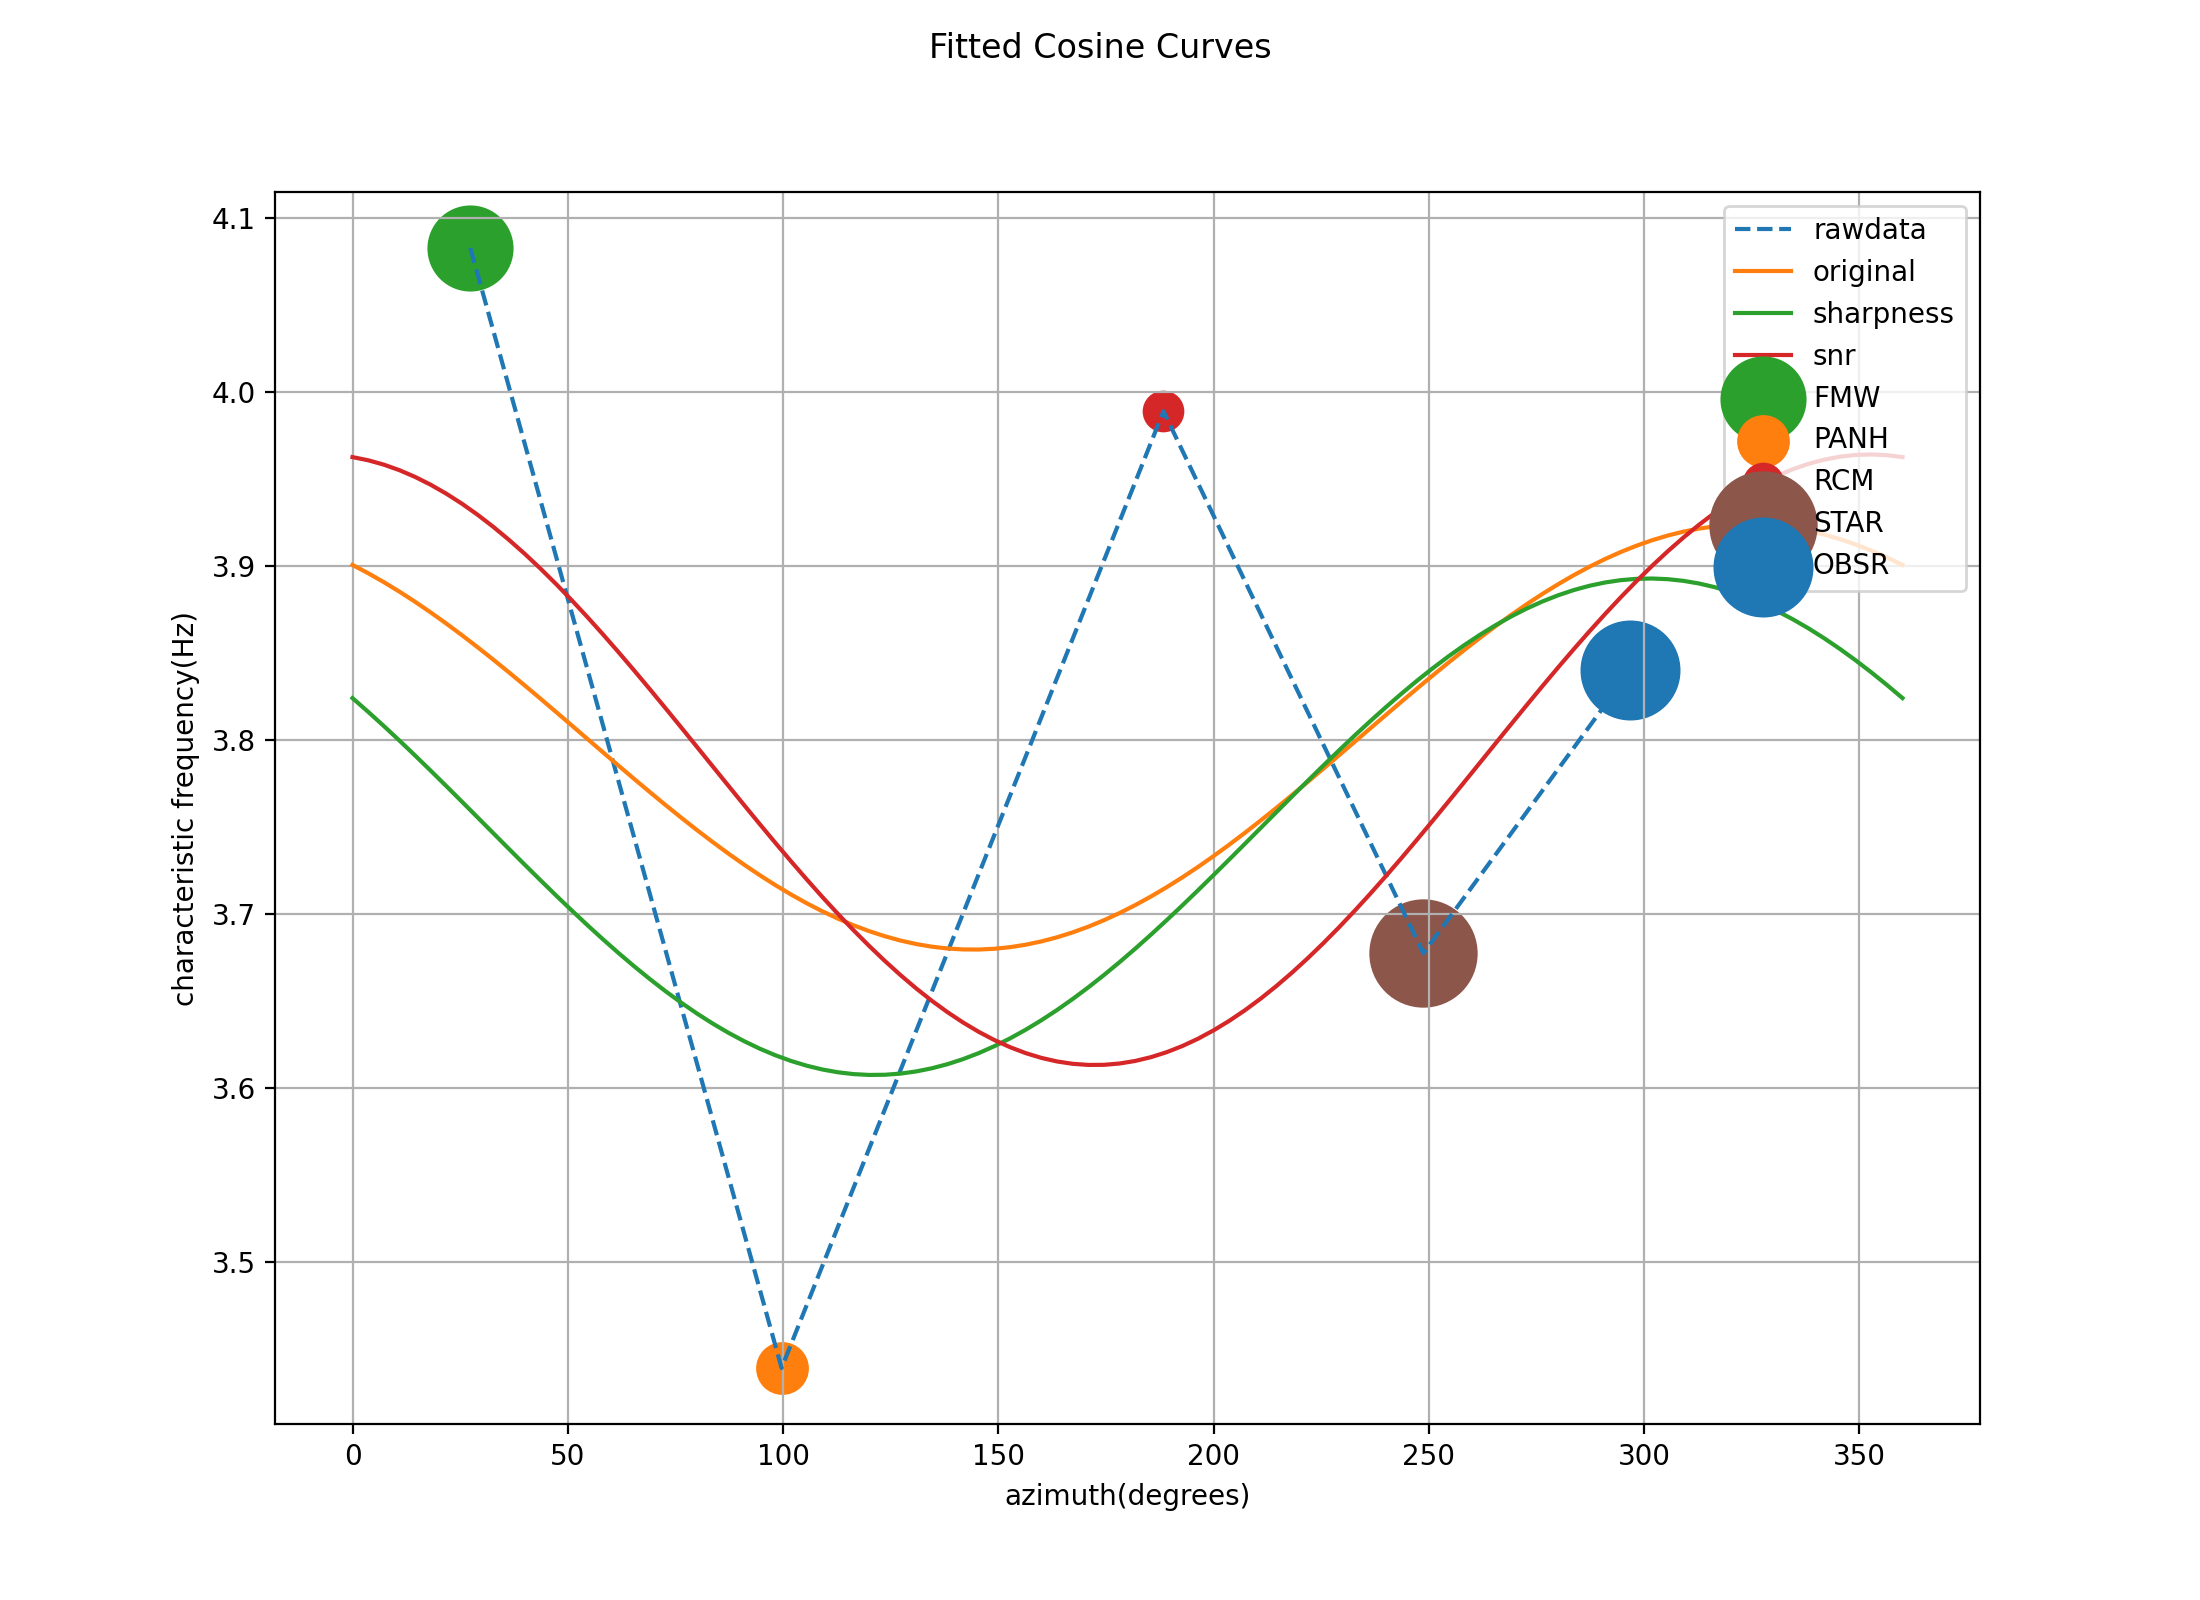 Fitted Cosine Curves
4.1
4.0
3.9
3.8
3.7
3.6
3.5
characteristic frequency(Hz)
rawdata
original
sharpness
snr
FMW
PANH
RCM
STAR
OBSR
0 50 100 150 200 250 300 350
azimuth(degrees)